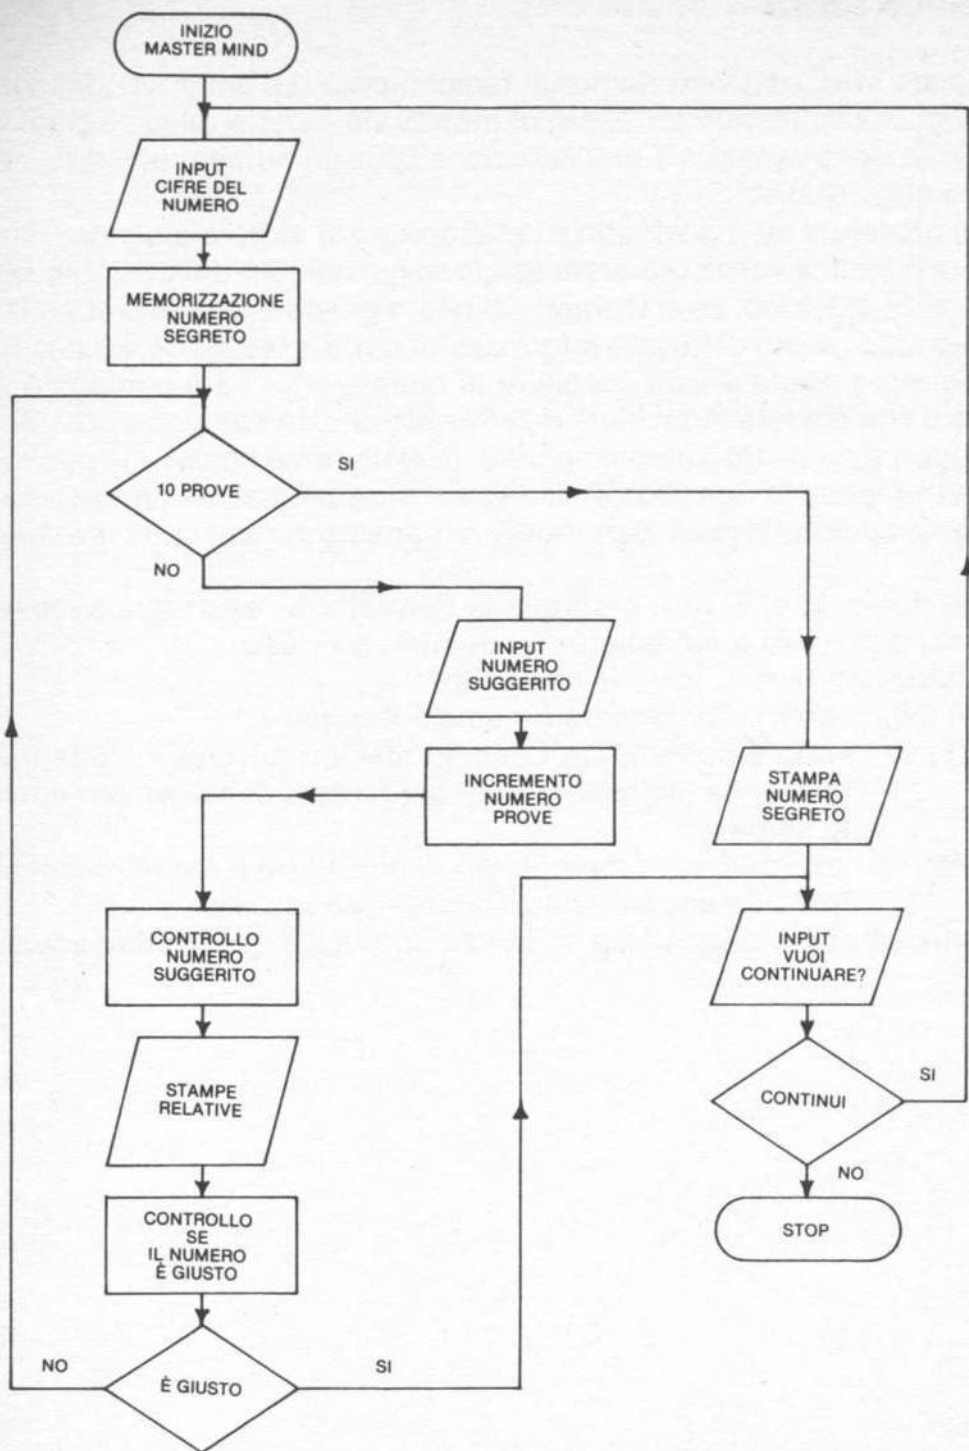 INIZIO
MASTER MIND
INPUT
CIFRE DEL
NUMERO
MEMORIZZAZIONE
NUMERO
SEGRETO
10 PROVE
SI
NO
INPUT
NUMERO
SUGGERITO
INCREMENTO
NUMERO
PROVE
STAMPA
NUMERO
SEGRETO
CONTROLLO
NUMERO
SUGGERITO
INPUT
VUOI
CONTINUARE?
STAMPE
RELATIVE
CONTINUI
SI
NO
STOP
CONTROLLO
SE
IL NUMERO
È GIUSTO
È GIUSTO
NO
SI